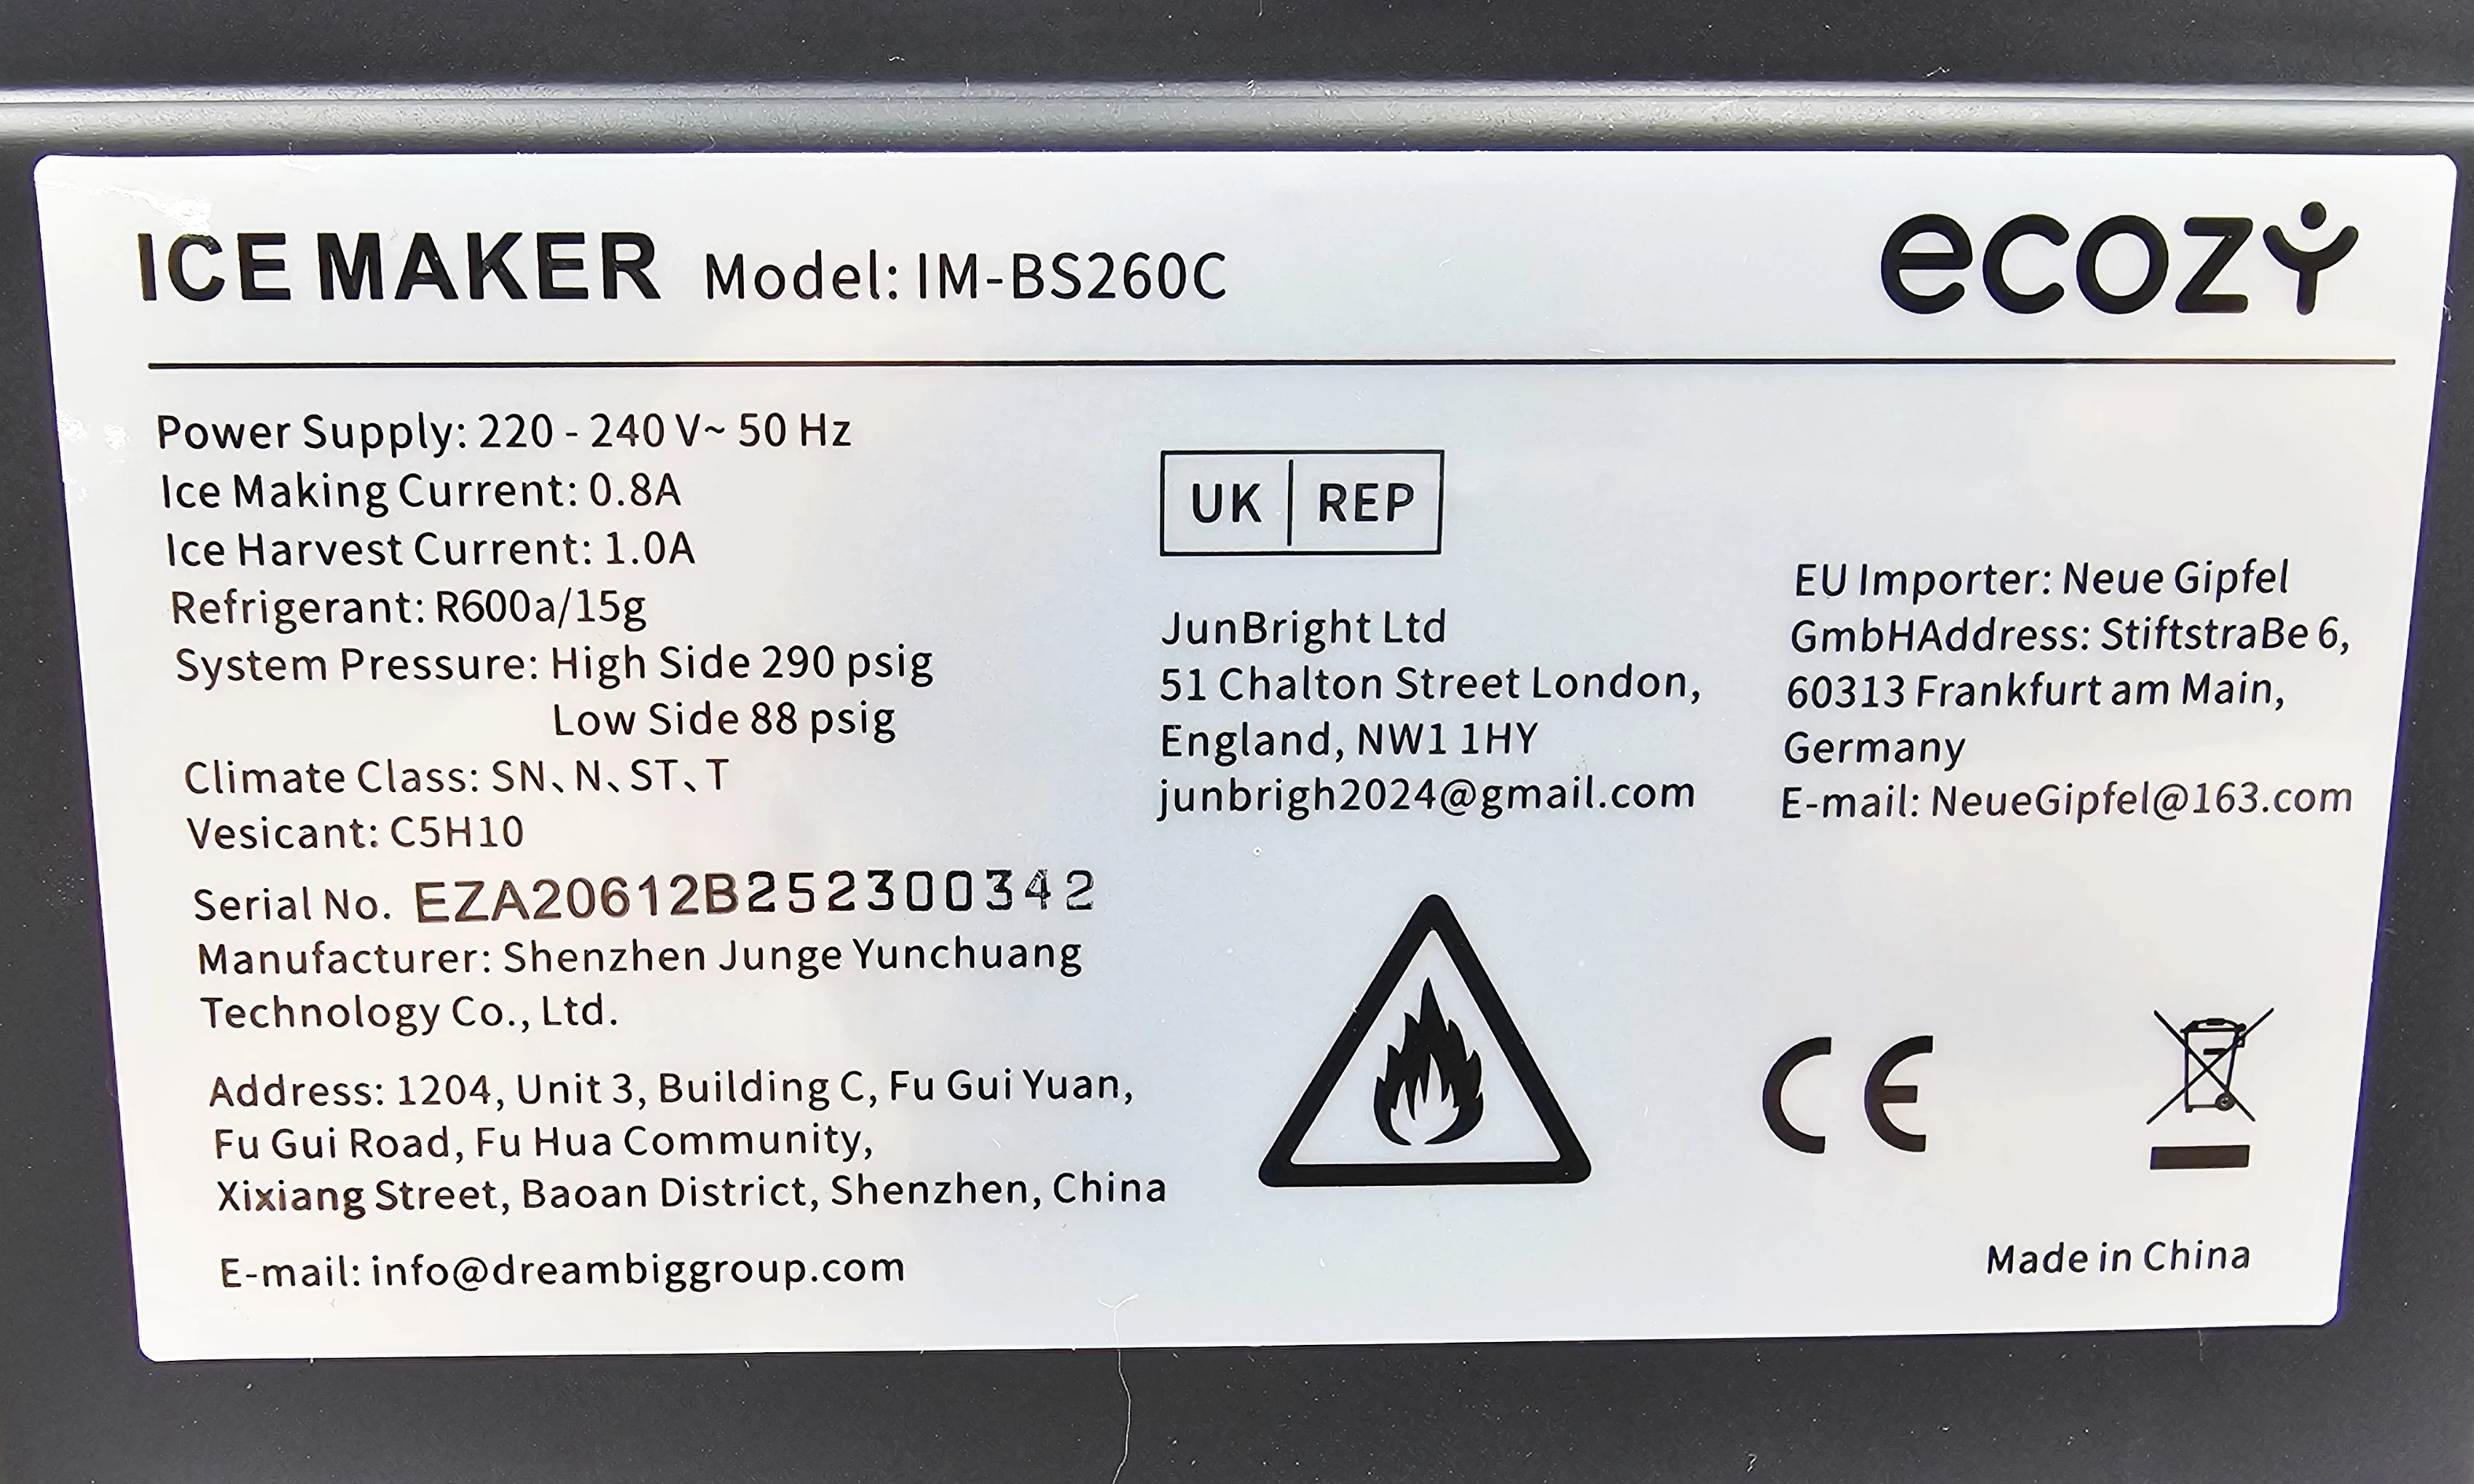 ICE MAKER Model: IM-BS260C
ecozy
Power Supply: 220 - 240 V~ 50 Hz
Ice Making Current: 0.8A
Ice Harvest Current: 1.0A
Refrigerant: R600a/15g
System Pressure: High Side 290 psig
Low Side 88 psig
Climate Class: SN、N、ST、T
Vesicant: C5H10
Serial No. EZA20612B252300342
Manufacturer: Shenzhen Junge Yunchuang
Technology Co., Ltd.
Address: 1204, Unit 3, Building C, Fu Gui Yuan,
Fu Gui Road, Fu Hua Community,
Xixiang Street, Baoan District, Shenzhen, China
E-mail: info@dreambiggroup.com
UK | REP
JunBright Ltd
51 Chalton Street London,
England, NW1 1HY
junbrigh2024@gmail.com
EU Importer: Neue Gipfel
GmbHAddress: StiftstraBe 6,
60313 Frankfurt am Main,
Germany
E-mail: NeueGipfel@163.com
CE
Made in China